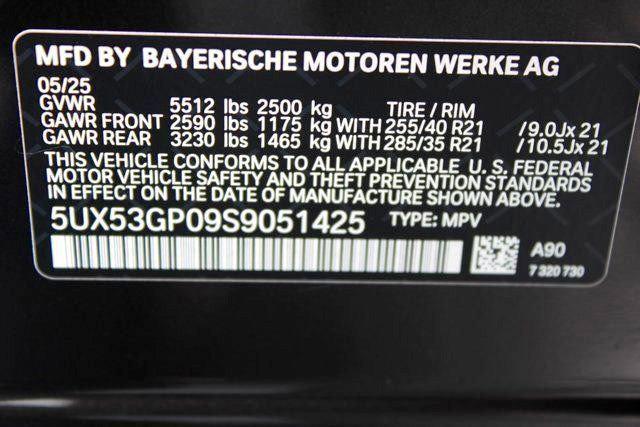 MFD BY BAYERISCHE MOTOREN WERKE AG
05/25
GVWR 5512 lbs 2500 kg TIRE / RIM
GAWR FRONT 2590 lbs 1175 kg WITH 255/40 R21 /9.0Jx 21
GAWR REAR 3230 lbs 1465 kg WITH 285/35 R21 /10.5Jx 21
THIS VEHICLE CONFORMS TO ALL APPLICABLE U. S. FEDERAL
MOTOR VEHICLE SAFETY AND THEFT PREVENTION STANDARDS
IN EFFECT ON THE DATE OF MANUFACTURE SHOWN ABOVE.
5UX53GP09S9051425 TYPE: MPV
A90
7 320 730